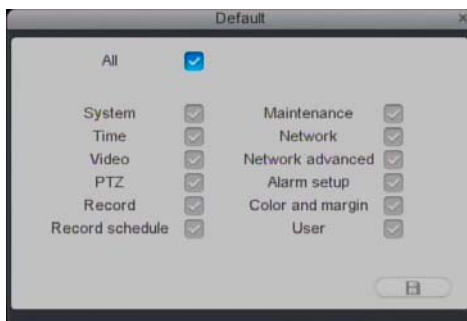 Default
All
System
Maintenance
Time
Network
Video
Network advanced
PTZ
Alarm setup
Record
Color and margin
Record schedule
User